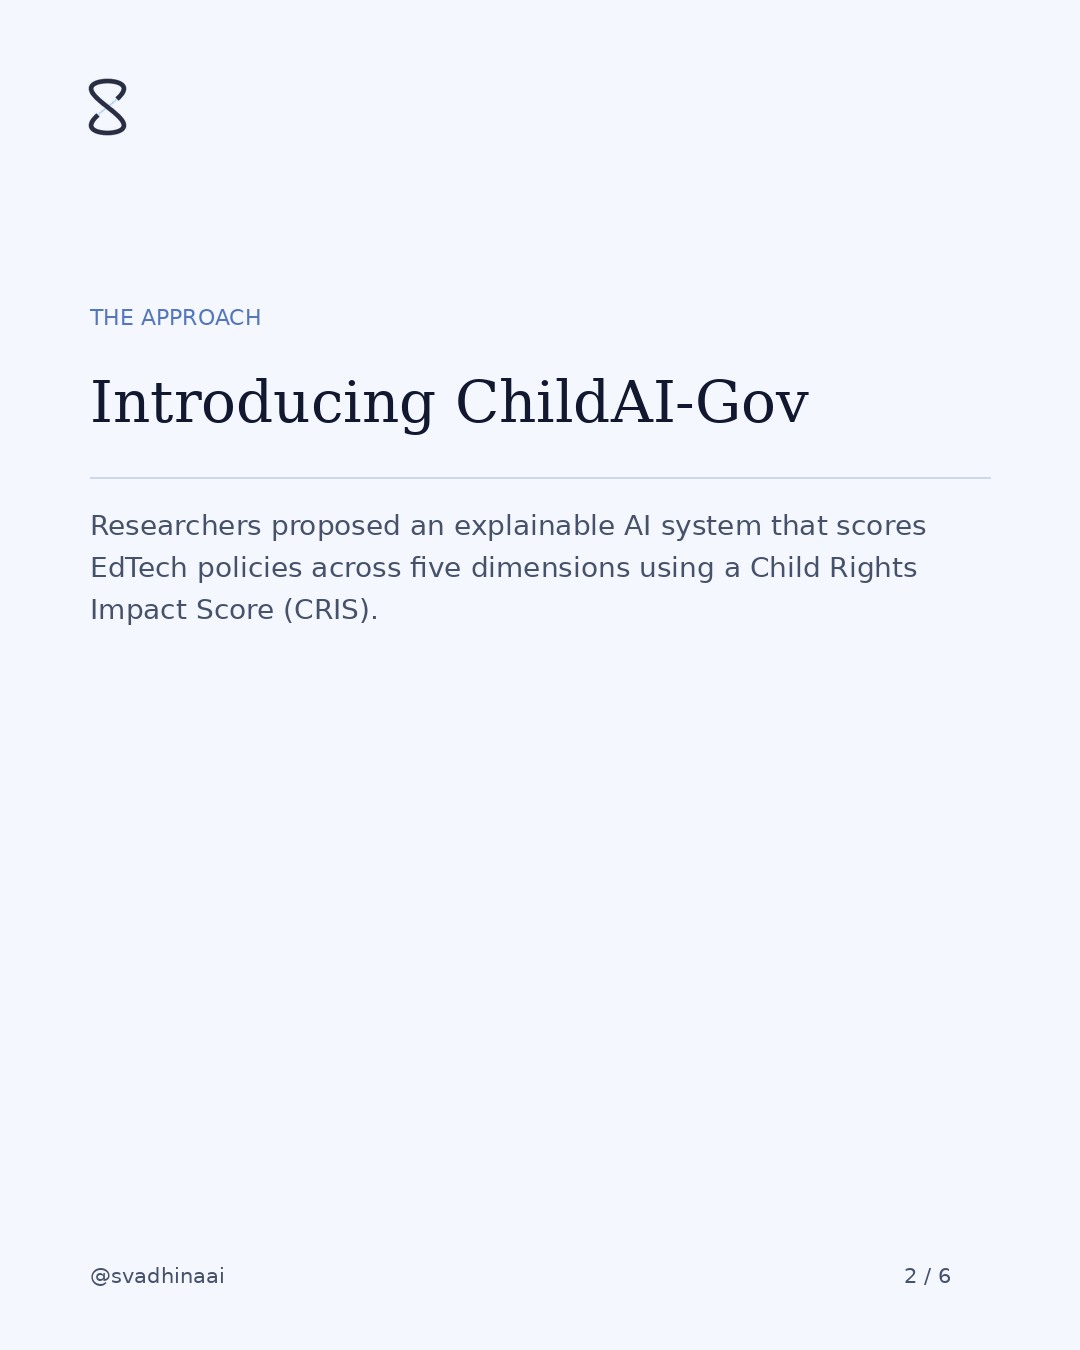 THE APPROACH
Introducing ChildAI-Gov
Researchers proposed an explainable AI system that scores
EdTech policies across five dimensions using a Child Rights
Impact Score (CRIS).
@svadhinaai
2 / 6